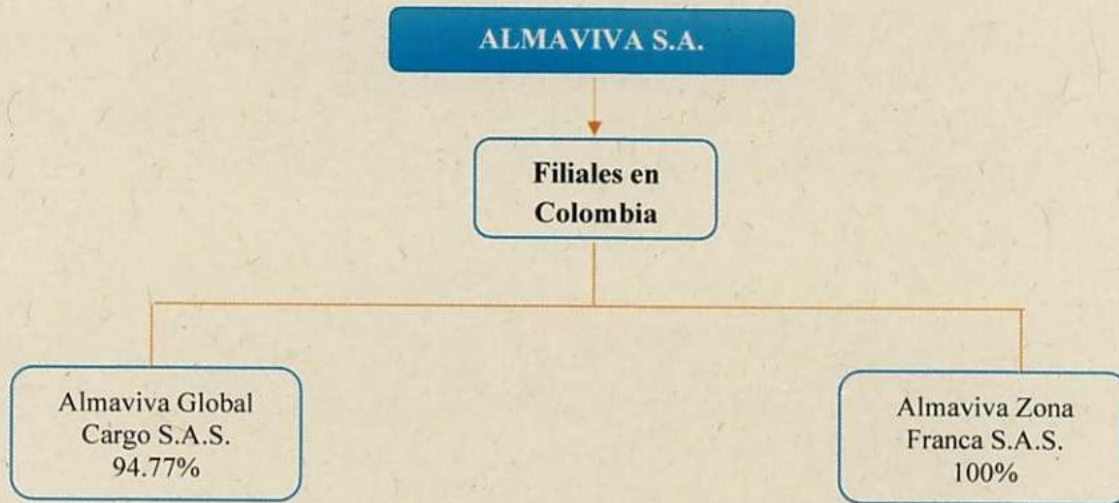 ALMAVIVA S.A.
Filiales en
Colombia
Almaviva Global
Cargo S.A.S.
94.77%
Almaviva Zona
Franca S.A.S.
100%